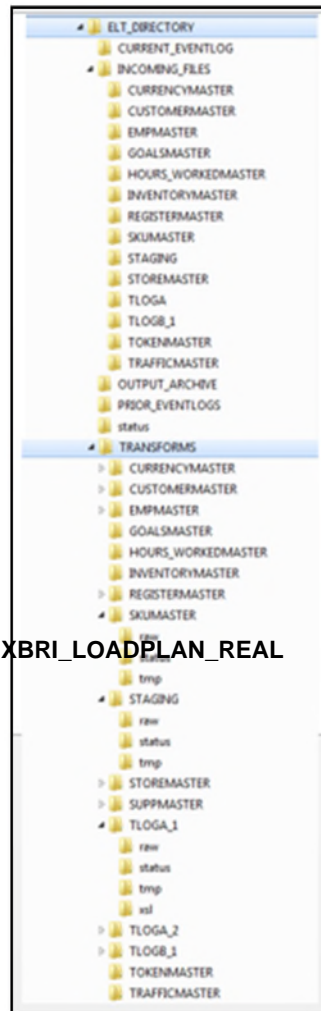 ELT_DIRECTORY
CURRENT_EVENTLOG
INCOMING_FILES
CURRENCYMASTER
CUSTOMERMASTER
EMPMASTER
GOALSMASTER
HOURS_WORKEDMASTER
INVENTORYMASTER
REGISTERMASTER
SKUMASTER
STAGING
STOREMASTER
TLOGA
TLOGB_1
TOKENMASTER
TRAFFICMASTER
OUTPUT_ARCHIVE
PRIOR_EVENTLOGS
status
TRANSFORMS
CURRENCYMASTER
CUSTOMERMASTER
EMPMASTER
GOALSMASTER
HOURS_WORKEDMASTER
INVENTORYMASTER
REGISTERMASTER
SKUMASTER
raw
XBRI_LOADPLAN_REAL
status
tmp
STAGING
raw
status
tmp
STOREMASTER
SUPPMASTER
TLOGA_1
raw
status
tmp
xsl
TLOGA_2
TLOGB_1
TOKENMASTER
TRAFFICMASTER